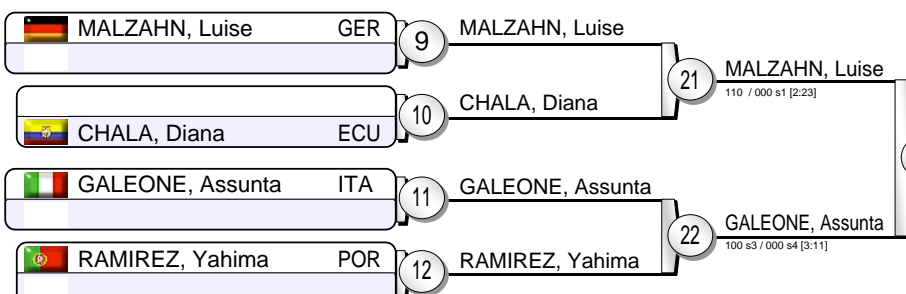 MALZAHN, Luise GER 9 MALZAHN, Luise
21 MALZAHN, Luise
110 / 000 s1 [2:23]
10 CHALA, Diana
CHALA, Diana ECU
GALEONE, Assunta ITA 11 GALEONE, Assunta
22 GALEONE, Assunta
100 s3 / 000 s4 [3:11]
RAMIREZ, Yahima POR 12 RAMIREZ, Yahima